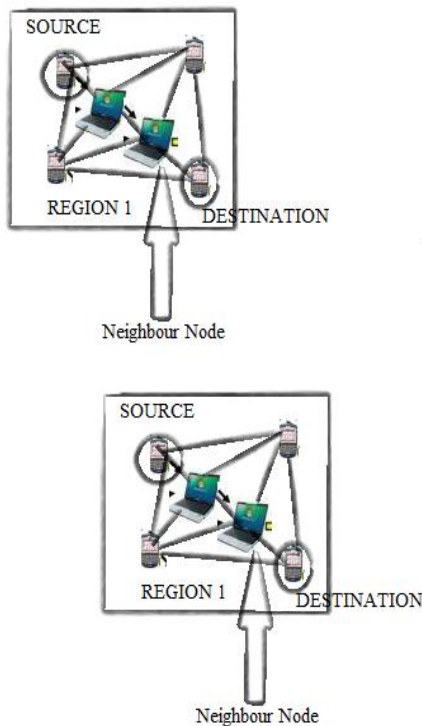 SOURCE
REGION 1
DESTINATION
Neighbour Node
SOURCE
REGION 1
DESTINATION
Neighbour Node